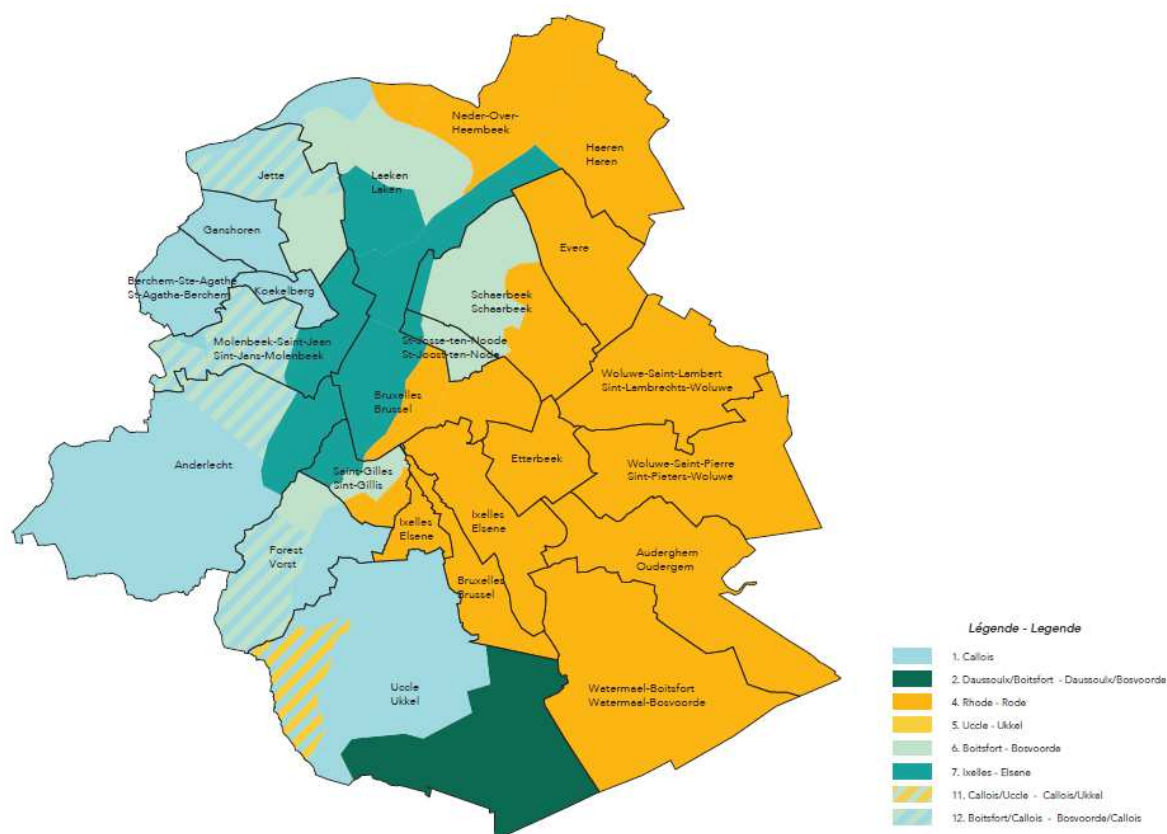 Neder-Over-
Heembeek
Haeren
Haren
Jette
Laeken
Laken
Ganshoren
Evere
Berchem-Ste-Agathe
St-Agatha-Berchem
Koekelberg
Schaerbeek
Schaarbeek
Molenbeek-Saint-Jean
Sint-Jans-Molenbeek
St-Josse-ten-Noode
St-Joost-ten-Node
Woluwe-Saint-Lambert
Sint-Lambrechts-Woluwe
Bruxelles
Brussel
Etterbeek
Woluwe-Saint-Pierre
Sint-Pieters-Woluwe
Anderlecht
Saint-Gilles
Sint-Gillis
Ixelles
Elsene
Ixelles
Elsene
Forest
Vorst
Auderghem
Oudergem
Bruxelles
Brussel
Uccle
Ukkel
Watermael-Boitsfort
Watermaal-Bosvoorde
Légende - Legende
1. Callois
2. Daussoulx/Boitsfort - Daussoulx/Bosvoorde
4. Rhode - Rode
5. Uccle - Ukkel
6. Boitsfort - Bosvoorde
7. Ixelles - Elsene
11. Callois/Uccle - Callois/Ukkel
12. Boitsfort/Callois - Bosvoorde/Callois